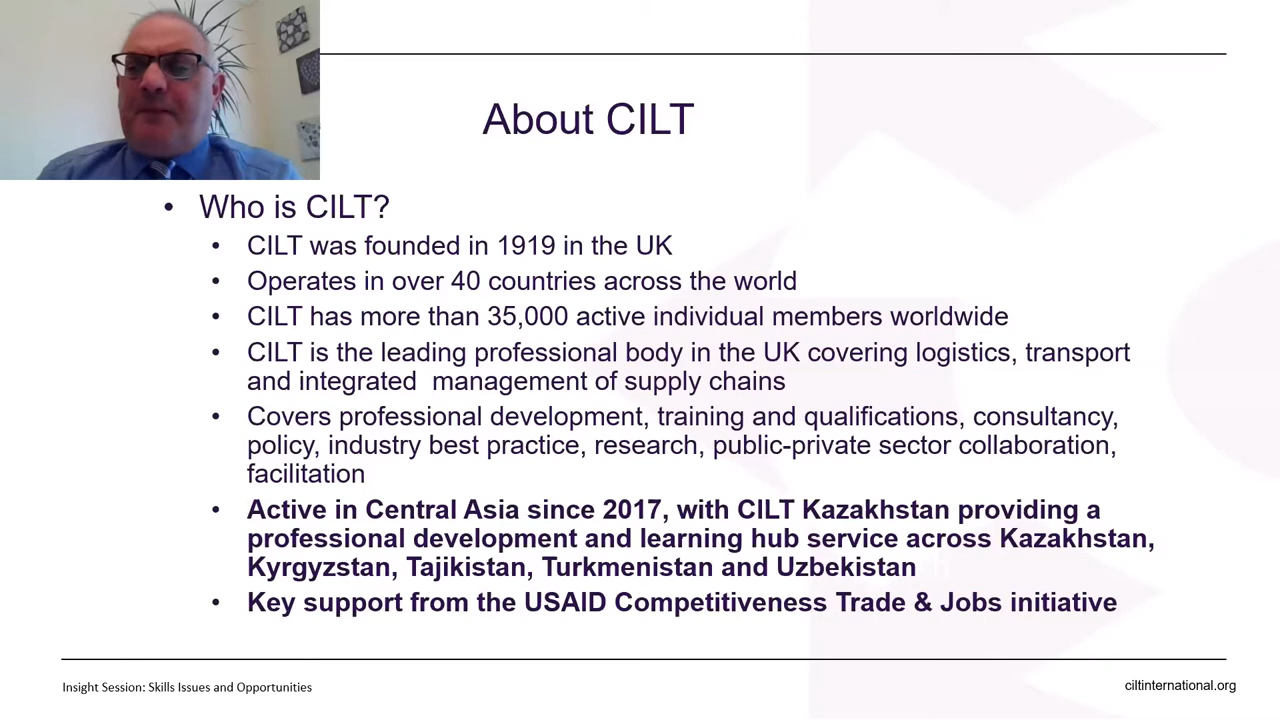 About CILT
• Who is CILT?
• CILT was founded in 1919 in the UK
• Operates in over 40 countries across the world
• CILT has more than 35,000 active individual members worldwide
• CILT is the leading professional body in the UK covering logistics, transport
and integrated  management of supply chains
• Covers professional development, training and qualifications, consultancy,
policy, industry best practice, research, public-private sector collaboration,
facilitation
• Active in Central Asia since 2017, with CILT Kazakhstan providing a
professional development and learning hub service across Kazakhstan,
Kyrgyzstan, Tajikistan, Turkmenistan and Uzbekistan
• Key support from the USAID Competitiveness Trade & Jobs initiative
Insight Session: Skills Issues and Opportunities
ciltinternational.org